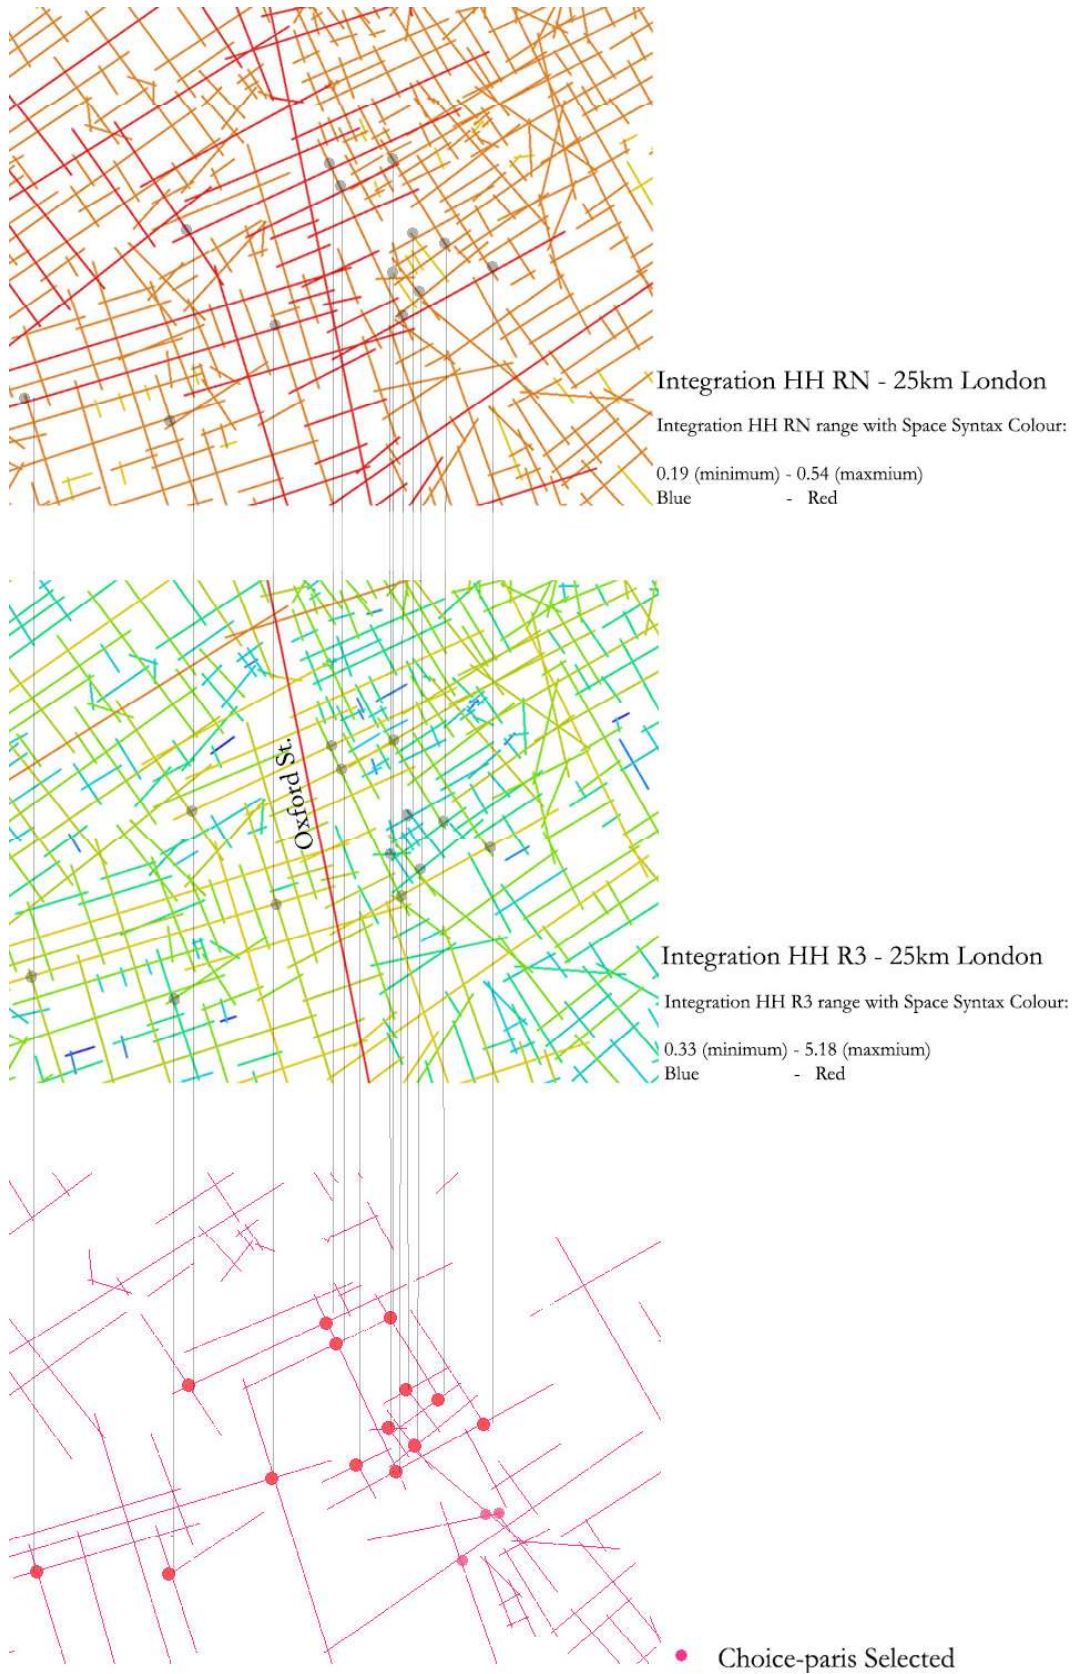 Integration HH RN - 25km London
Integration HH RN range with Space Syntax Colour:
0.19 (minimum) - 0.54 (maxmium)
Blue - Red
Oxford St.
Integration HH R3 - 25km London
Integration HH R3 range with Space Syntax Colour:
0.33 (minimum) - 5.18 (maxmium)
Blue - Red
Choice-paris Selected